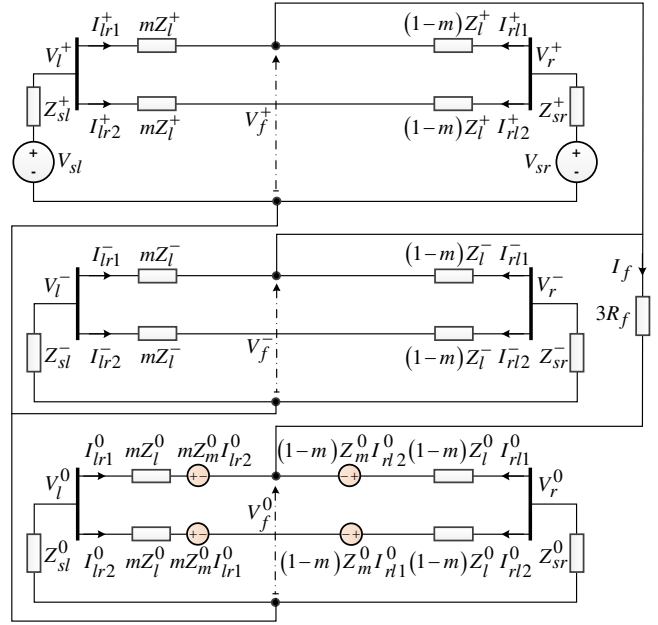 I_{lr1}^{+} mZ_l^{+} (1−m)Z_l^{+} I_{rl1}^{+}
V_l^{+} V_r^{+}
Z_{sl}^{+} I_{lr2}^{+} mZ_l^{+} V_f^{+} (1−m)Z_l^{+} I_{rl2}^{+} Z_{sr}^{+}
+ - V_{sl} V_{sr} + -
I_{lr1}^{−} mZ_l^{−} (1−m)Z_l^{−} I_{rl1}^{−}
V_l^{−} V_r^{−} I_f
3R_f
Z_{sl}^{−} I_{lr2}^{−} mZ_l^{−} V_f^{−} (1−m)Z_l^{−} I_{rl2}^{−} Z_{sr}^{−}
I_{lr1}^{0} mZ_l^{0} mZ_m^{0}I_{lr2}^{0} (1−m)Z_m^{0}I_{rl2}^{0} (1−m)Z_l^{0} I_{rl1}^{0}
V_l^{0} + - - + V_r^{0}
V_f^{0}
+ - - +
Z_{sl}^{0} I_{lr2}^{0} mZ_l^{0} mZ_m^{0}I_{lr1}^{0} (1−m)Z_m^{0}I_{rl1}^{0} (1−m)Z_l^{0} I_{rl2}^{0} Z_{sr}^{0}